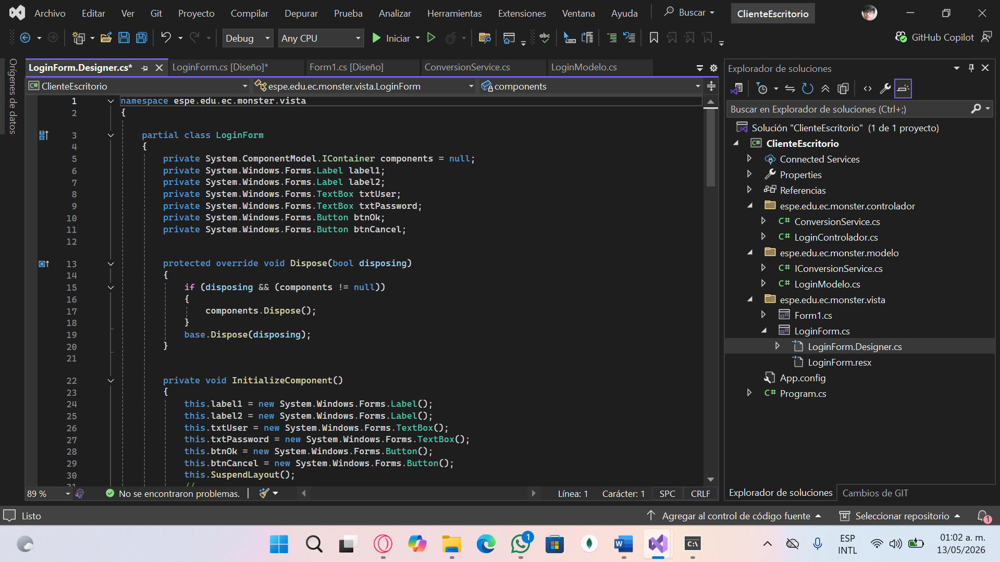 Archivo Editar Ver Git Proyecto Compilar Depurar Prueba Analizar Herramientas Extensiones Ventana Ayuda Buscar ClienteEscritorio
Debug Any CPU Iniciar abc GitHub Copilot
Orígenes de datos
LoginForm.Designer.cs* LoginForm.cs [Diseño]* Form1.cs [Diseño] ConversionService.cs LoginModelo.cs
C# ClienteEscritorio espe.edu.ec.monster.vista.LoginForm components
1 namespace espe.edu.ec.monster.vista
2 {
3 partial class LoginForm
4 {
5 private System.ComponentModel.IContainer components = null;
6 private System.Windows.Forms.Label label1;
7 private System.Windows.Forms.Label label2;
8 private System.Windows.Forms.TextBox txtUser;
9 private System.Windows.Forms.TextBox txtPassword;
10 private System.Windows.Forms.Button btnOk;
11 private System.Windows.Forms.Button btnCancel;
12
13 protected override void Dispose(bool disposing)
14 {
15 if (disposing && (components != null))
16 {
17 components.Dispose();
18 }
19 base.Dispose(disposing);
20 }
21
22 private void InitializeComponent()
23 {
24 this.label1 = new System.Windows.Forms.Label();
25 this.label2 = new System.Windows.Forms.Label();
26 this.txtUser = new System.Windows.Forms.TextBox();
27 this.txtPassword = new System.Windows.Forms.TextBox();
28 this.btnOk = new System.Windows.Forms.Button();
29 this.btnCancel = new System.Windows.Forms.Button();
30 this.SuspendLayout();
31 //
89 % No se encontraron problemas. Línea: 1 Carácter: 1 SPC CRLF
Explorador de soluciones
Buscar en Explorador de soluciones (Ctrl+;)
Solución "ClienteEscritorio" (1 de 1 proyecto)
C# ClienteEscritorio
Connected Services
Properties
Referencias
espe.edu.ec.monster.controlador
C# ConversionService.cs
C# LoginControlador.cs
espe.edu.ec.monster.modelo
C# IConversionService.cs
C# LoginModelo.cs
espe.edu.ec.monster.vista
Form1.cs
LoginForm.cs
LoginForm.Designer.cs
LoginForm.resx
App.config
C# Program.cs
Explorador de soluciones Cambios de GIT
Listo Agregar al control de código fuente Seleccionar repositorio 1
1 W C:\ ESP INTL 01:02 a. m.
13/05/2026